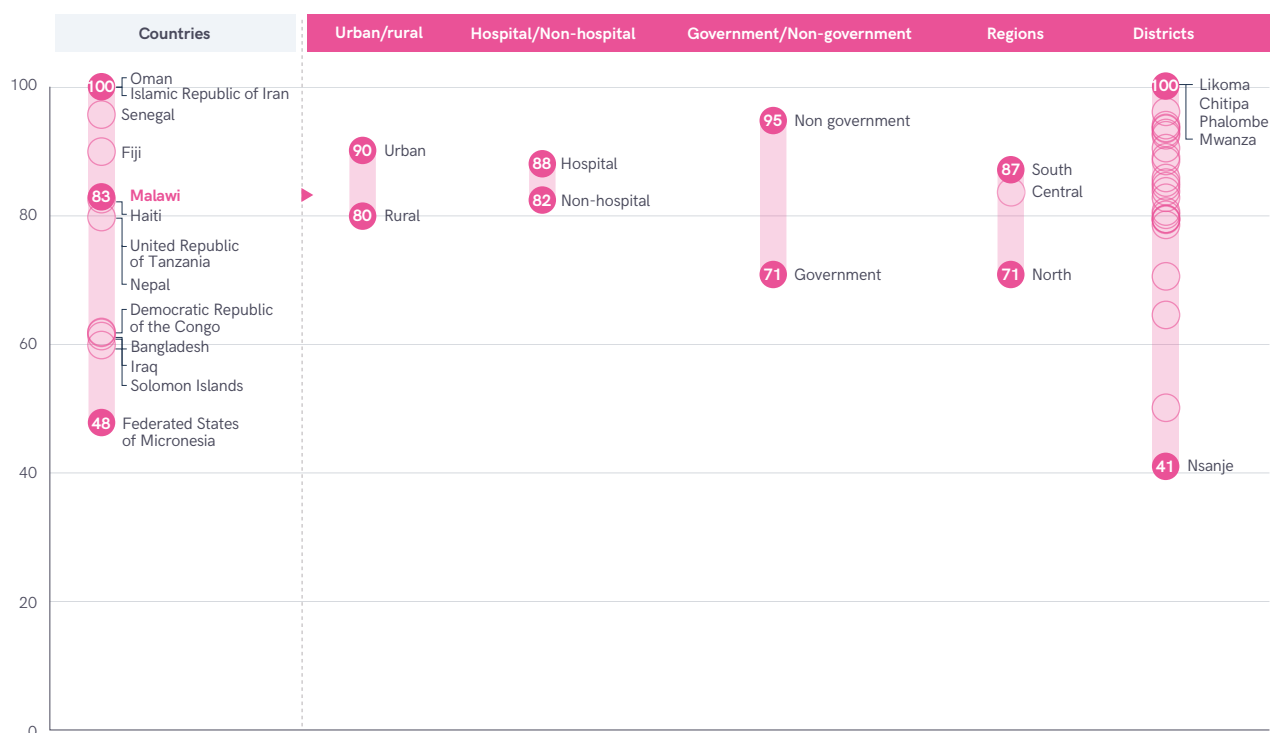 Countries
Urban/rural
Hospital/Non-hospital
Government/Non-government
Regions
Districts
100
80
60
40
20
0
100
Oman
Islamic Republic of Iran
Senegal
Fiji
83
Malawi
Haiti
United Republic
of Tanzania
Nepal
Democratic Republic
of the Congo
Bangladesh
Iraq
Solomon Islands
48
Federated States
of Micronesia
90
Urban
80
Rural
88
Hospital
82
Non-hospital
95
Non government
71
Government
87
South
Central
71
North
100
Likoma
Chitipa
Phalombe
Mwanza
41
Nsanje